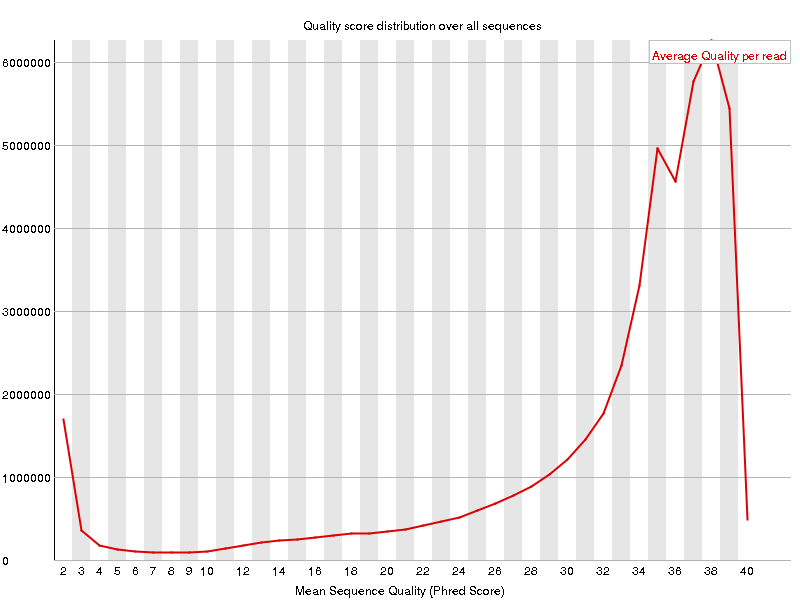 Quality score distribution over all sequences
Average Quality per read
6000000
5000000
4000000
3000000
2000000
1000000
0
2 3 4 5 6 7 8 9 10 12 14 16 18 20 22 24 26 28 30 32 34 36 38 40
Mean Sequence Quality (Phred Score)